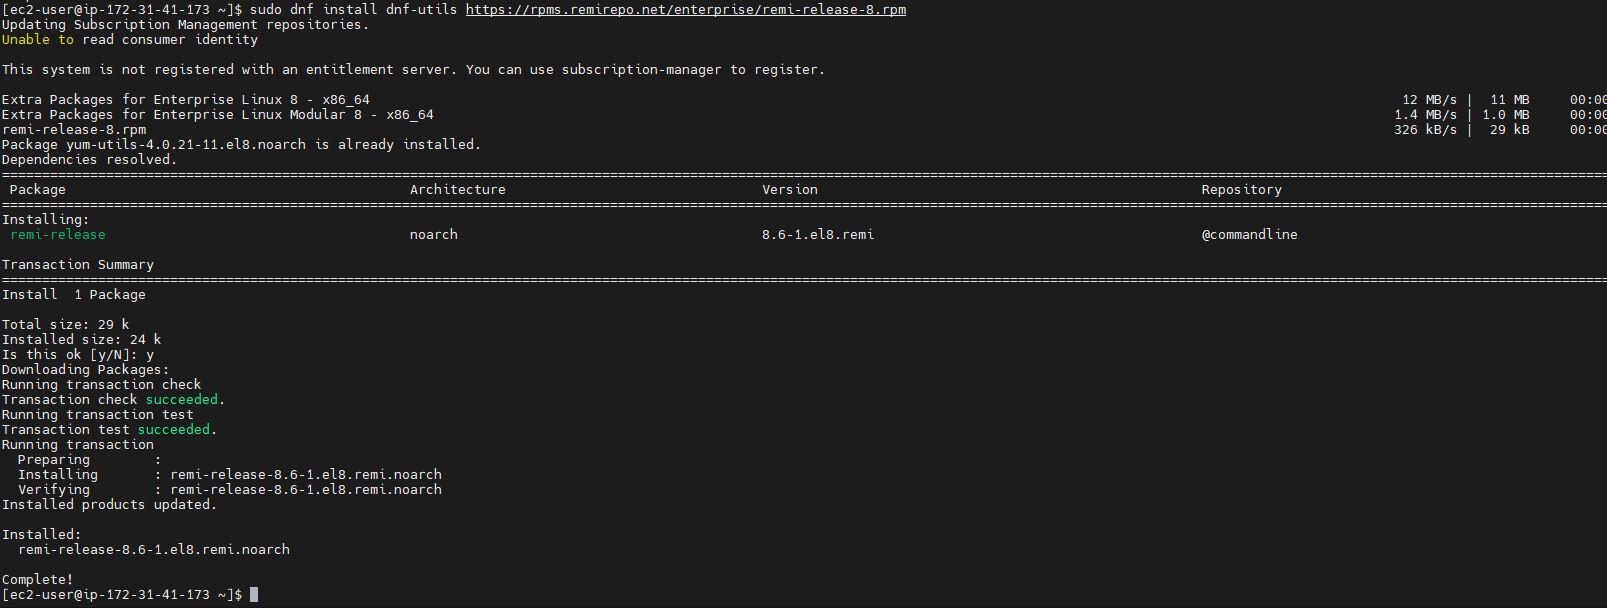 [ec2-user@ip-172-31-41-173 ~]$ sudo dnf install dnf-utils https://rpms.remirepo.net/enterprise/remi-release-8.rpm
Updating Subscription Management repositories.
Unable to read consumer identity
This system is not registered with an entitlement server. You can use subscription-manager to register.
Extra Packages for Enterprise Linux 8 - x86_64 12 MB/s | 11 MB 00:00
Extra Packages for Enterprise Linux Modular 8 - x86_64 1.4 MB/s | 1.0 MB 00:00
remi-release-8.rpm 326 kB/s | 29 kB 00:00
Package yum-utils-4.0.21-11.el8.noarch is already installed.
Dependencies resolved.
Package Architecture Version Repository
Installing:
remi-release noarch 8.6-1.el8.remi @commandline
Transaction Summary
Install 1 Package
Total size: 29 k
Installed size: 24 k
Is this ok [y/N]: y
Downloading Packages:
Running transaction check
Transaction check succeeded.
Running transaction test
Transaction test succeeded.
Running transaction
Preparing :
Installing : remi-release-8.6-1.el8.remi.noarch
Verifying : remi-release-8.6-1.el8.remi.noarch
Installed products updated.
Installed:
remi-release-8.6-1.el8.remi.noarch
Complete!
[ec2-user@ip-172-31-41-173 ~]$